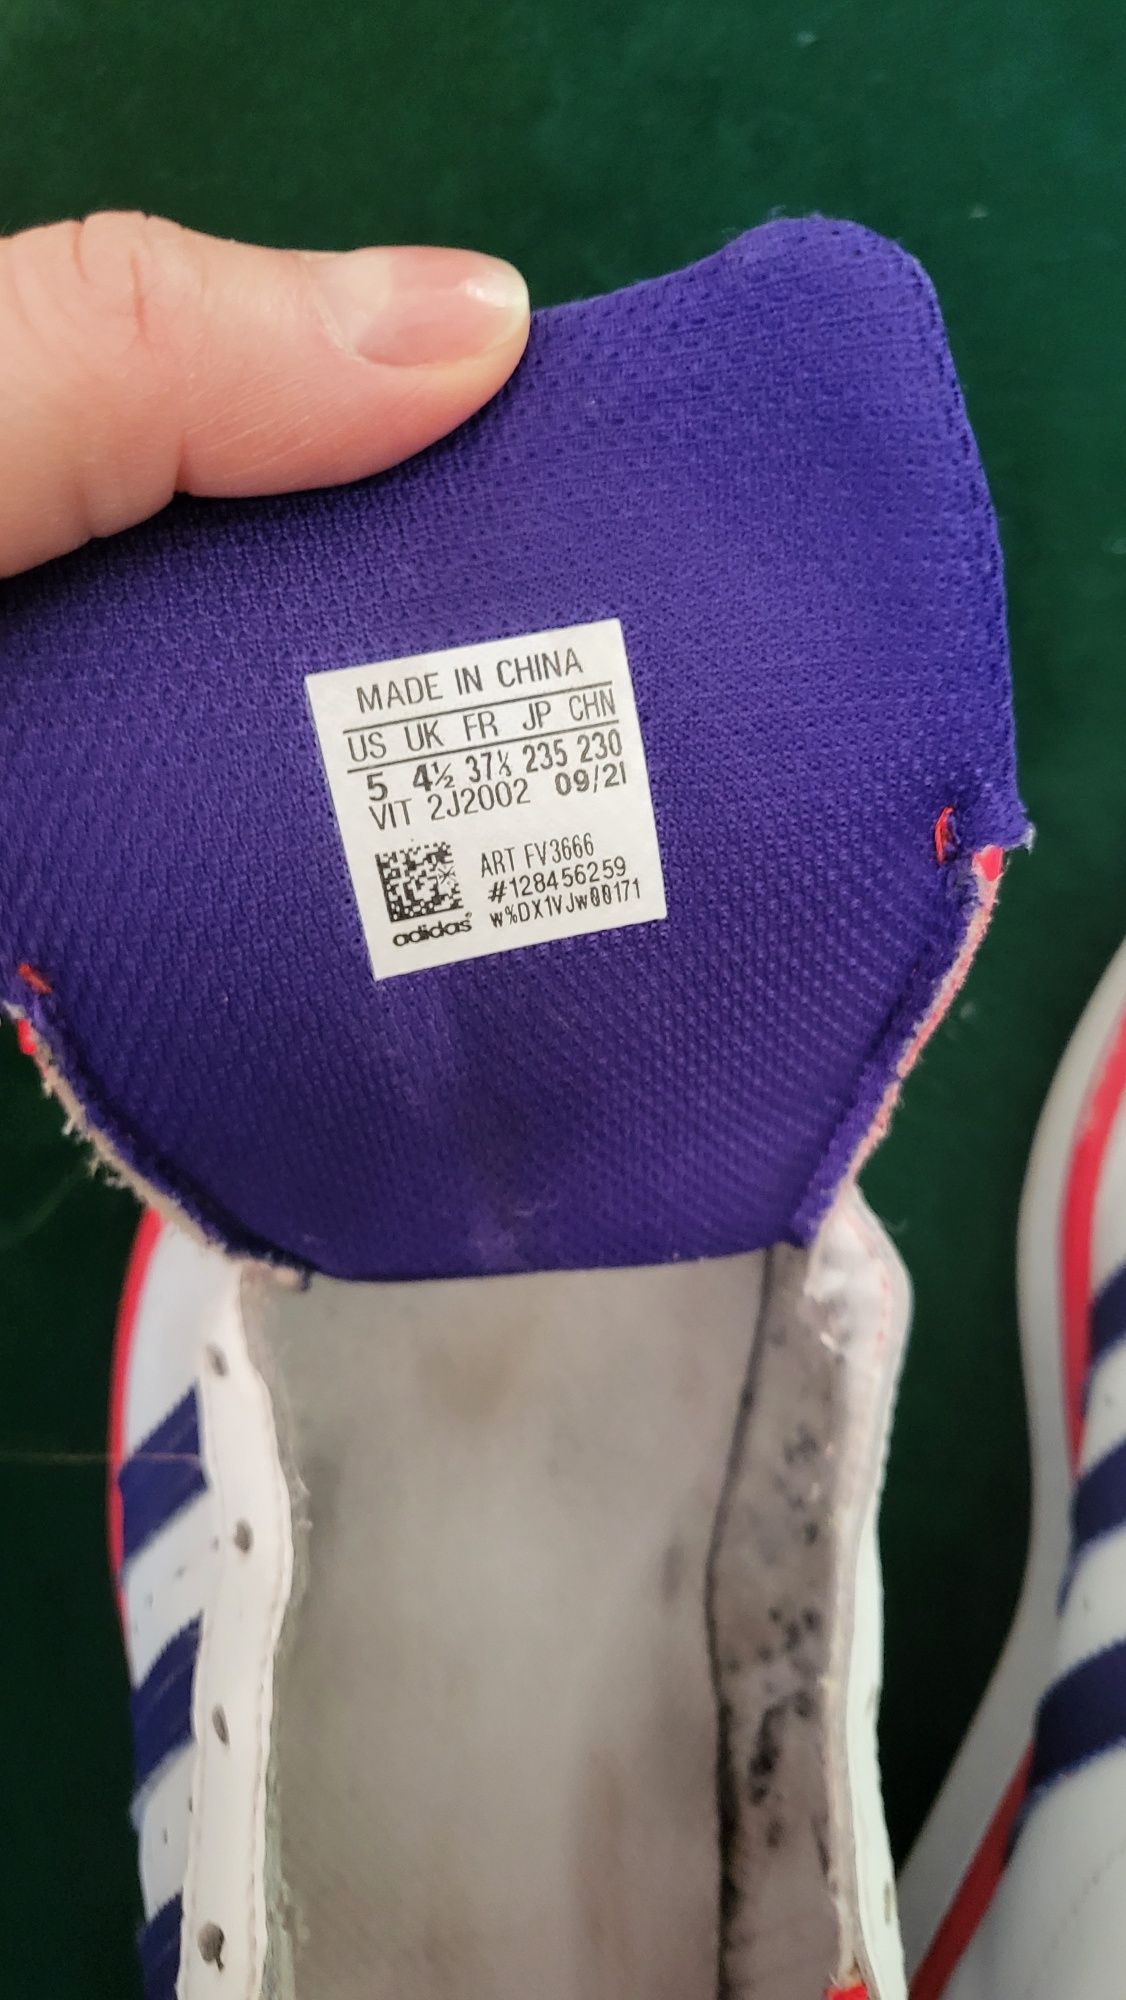 MADE IN CHINA
US UK FR JP CHN
5 4½ 37⅓ 235 230
VIT 2J2002 09/21
ART FV3666
#128456259
w%DX1VJw00171
adidas